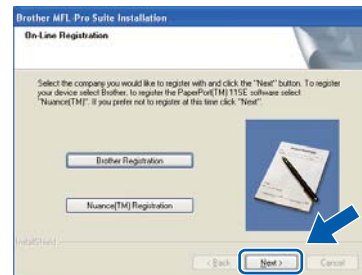 Brother MFL-Pro Suite Installation
On-Line Registration
Select the company you would like to register with and click the "Next" button. To register
your device select Brother, to register the PaperPort(TM) 11SE software select
"Nuance(TM)". If you prefer not to register at this time click "Next".
Brother Registration
Nuance(TM) Registration
InstallShield
< Back
Next >
Cancel